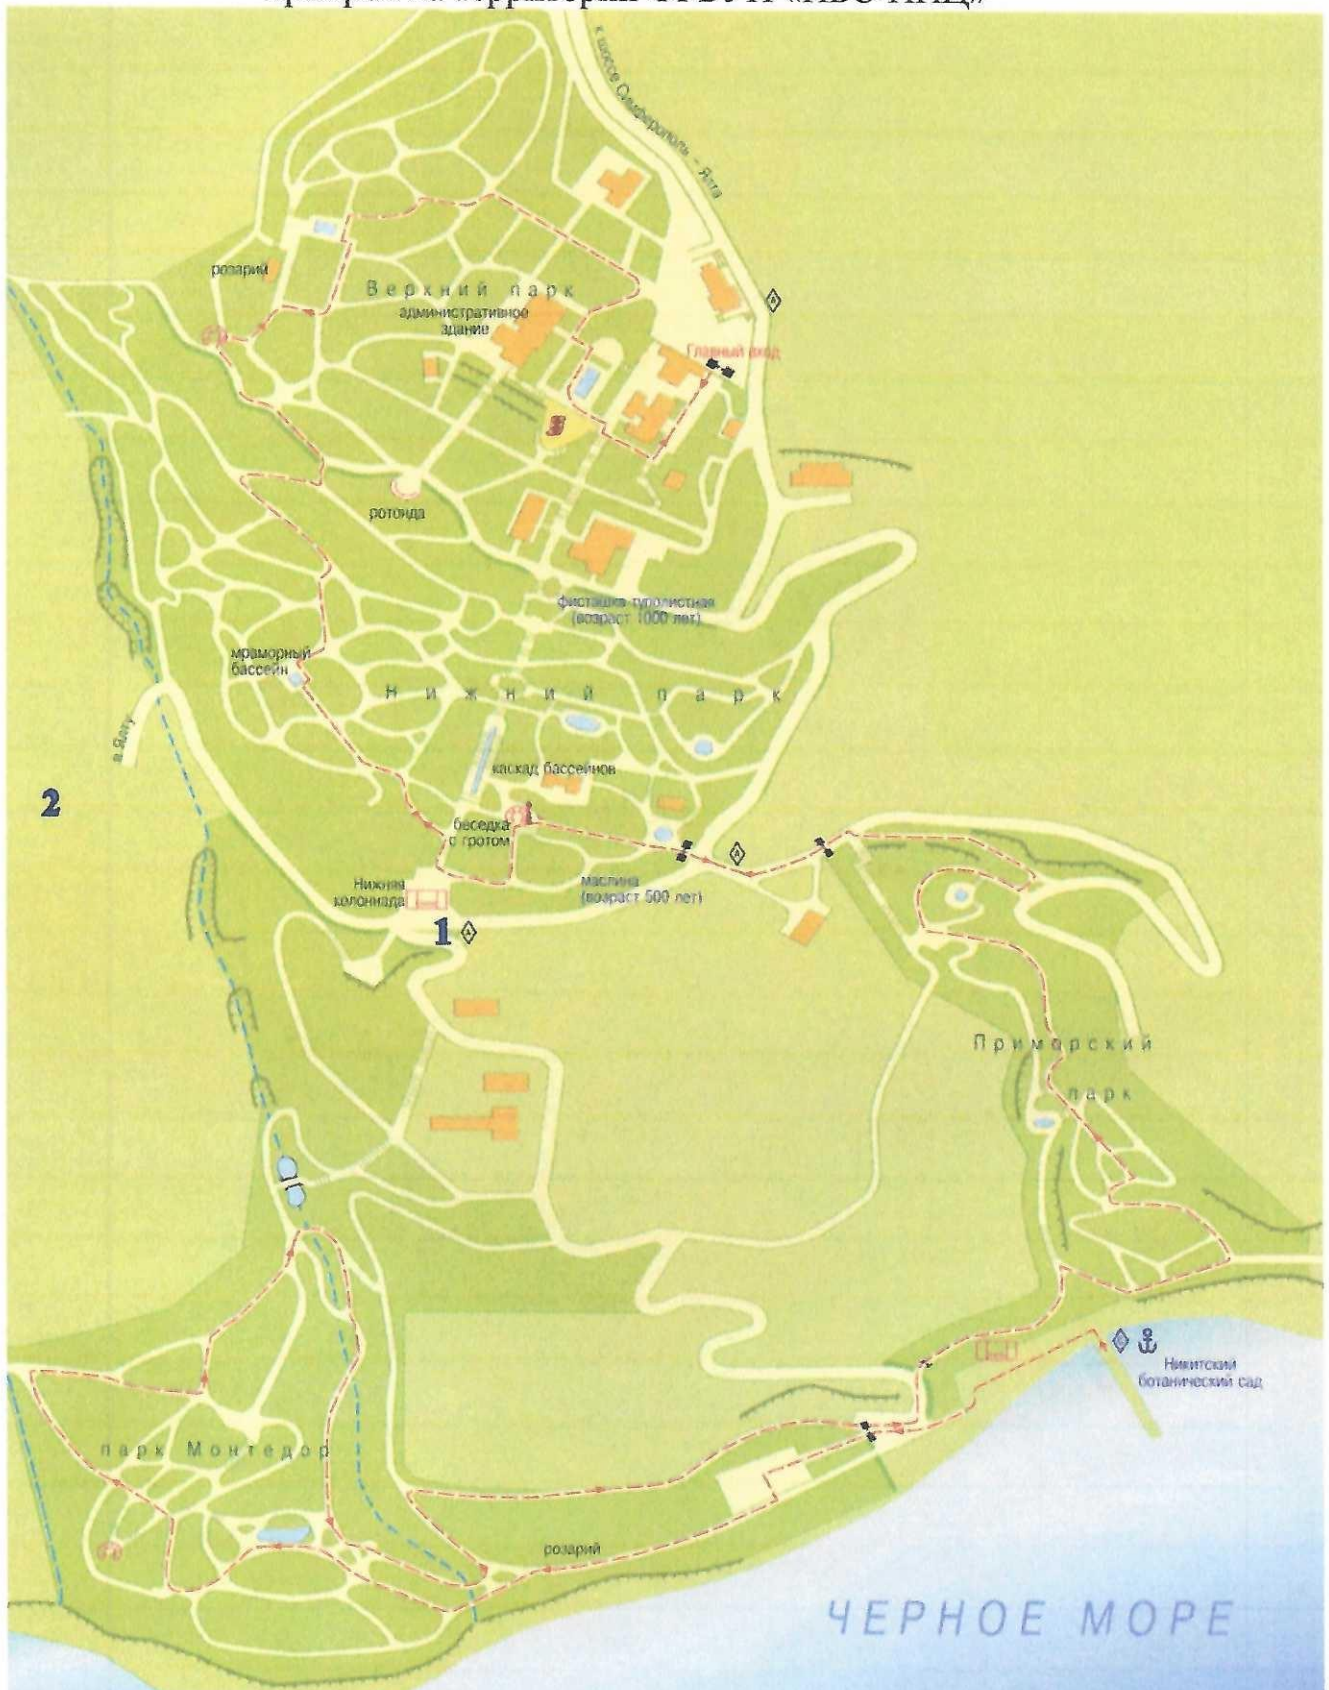 к шоссе Симферополь - Ялта
розарий
Верхний парк
административное
здание
Главный вход
ротонда
фисташка туполистная
(возраст 1000 лет)
мраморный
бассейн
Нижний парк
в Ялту
каскад бассейнов
2
беседка
с гротом
Нижняя
колоннада
маслина
(возраст 500 лет)
1
Приморский
парк
Никитский
ботанический сад
парк Монтедор
розарий
ЧЕРНОЕ МОРЕ